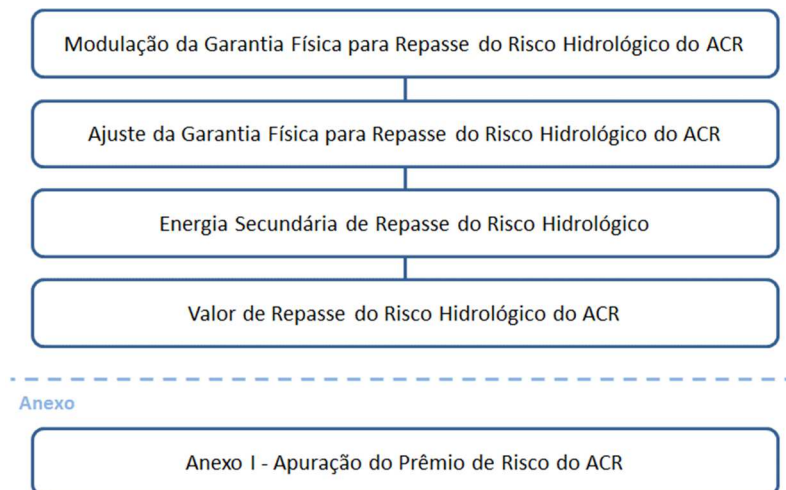 Modulação da Garantia Física para Repasse do Risco Hidrológico do ACR
Ajuste da Garantia Física para Repasse do Risco Hidrológico do ACR
Energia Secundária de Repasse do Risco Hidrológico
Valor de Repasse do Risco Hidrológico do ACR
Anexo
Anexo I - Apuração do Prêmio de Risco do ACR